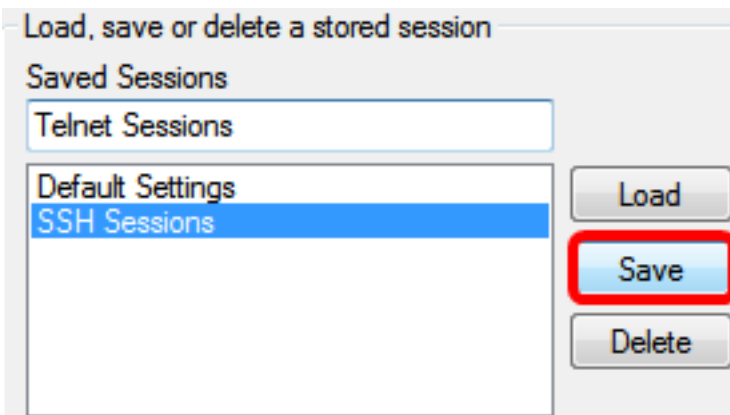 Load, save or delete a stored session
Saved Sessions
Telnet Sessions
Default Settings
SSH Sessions
Load
Save
Delete